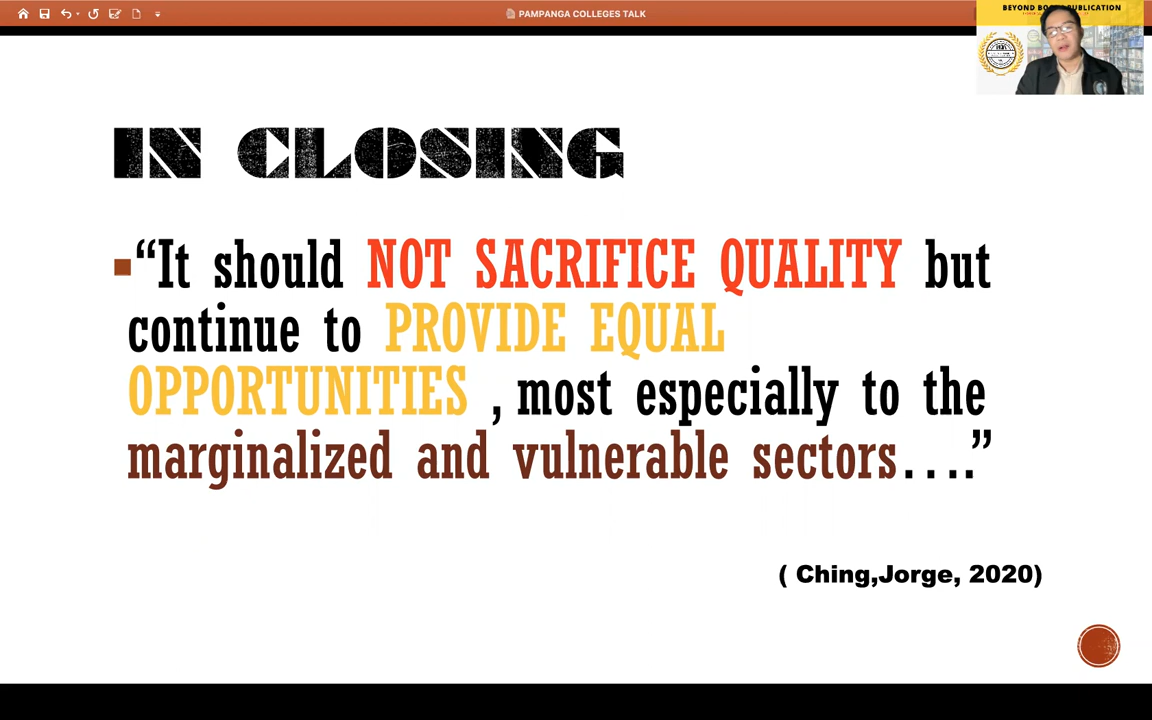 PAMPANGA COLLEGES TALK
BEYOND BOOKS PUBLICATION
IN CLOSING
“It should NOT SACRIFICE QUALITY but
continue to PROVIDE EQUAL
OPPORTUNITIES , most especially to the
marginalized and vulnerable sectors….”
( Ching,Jorge, 2020)